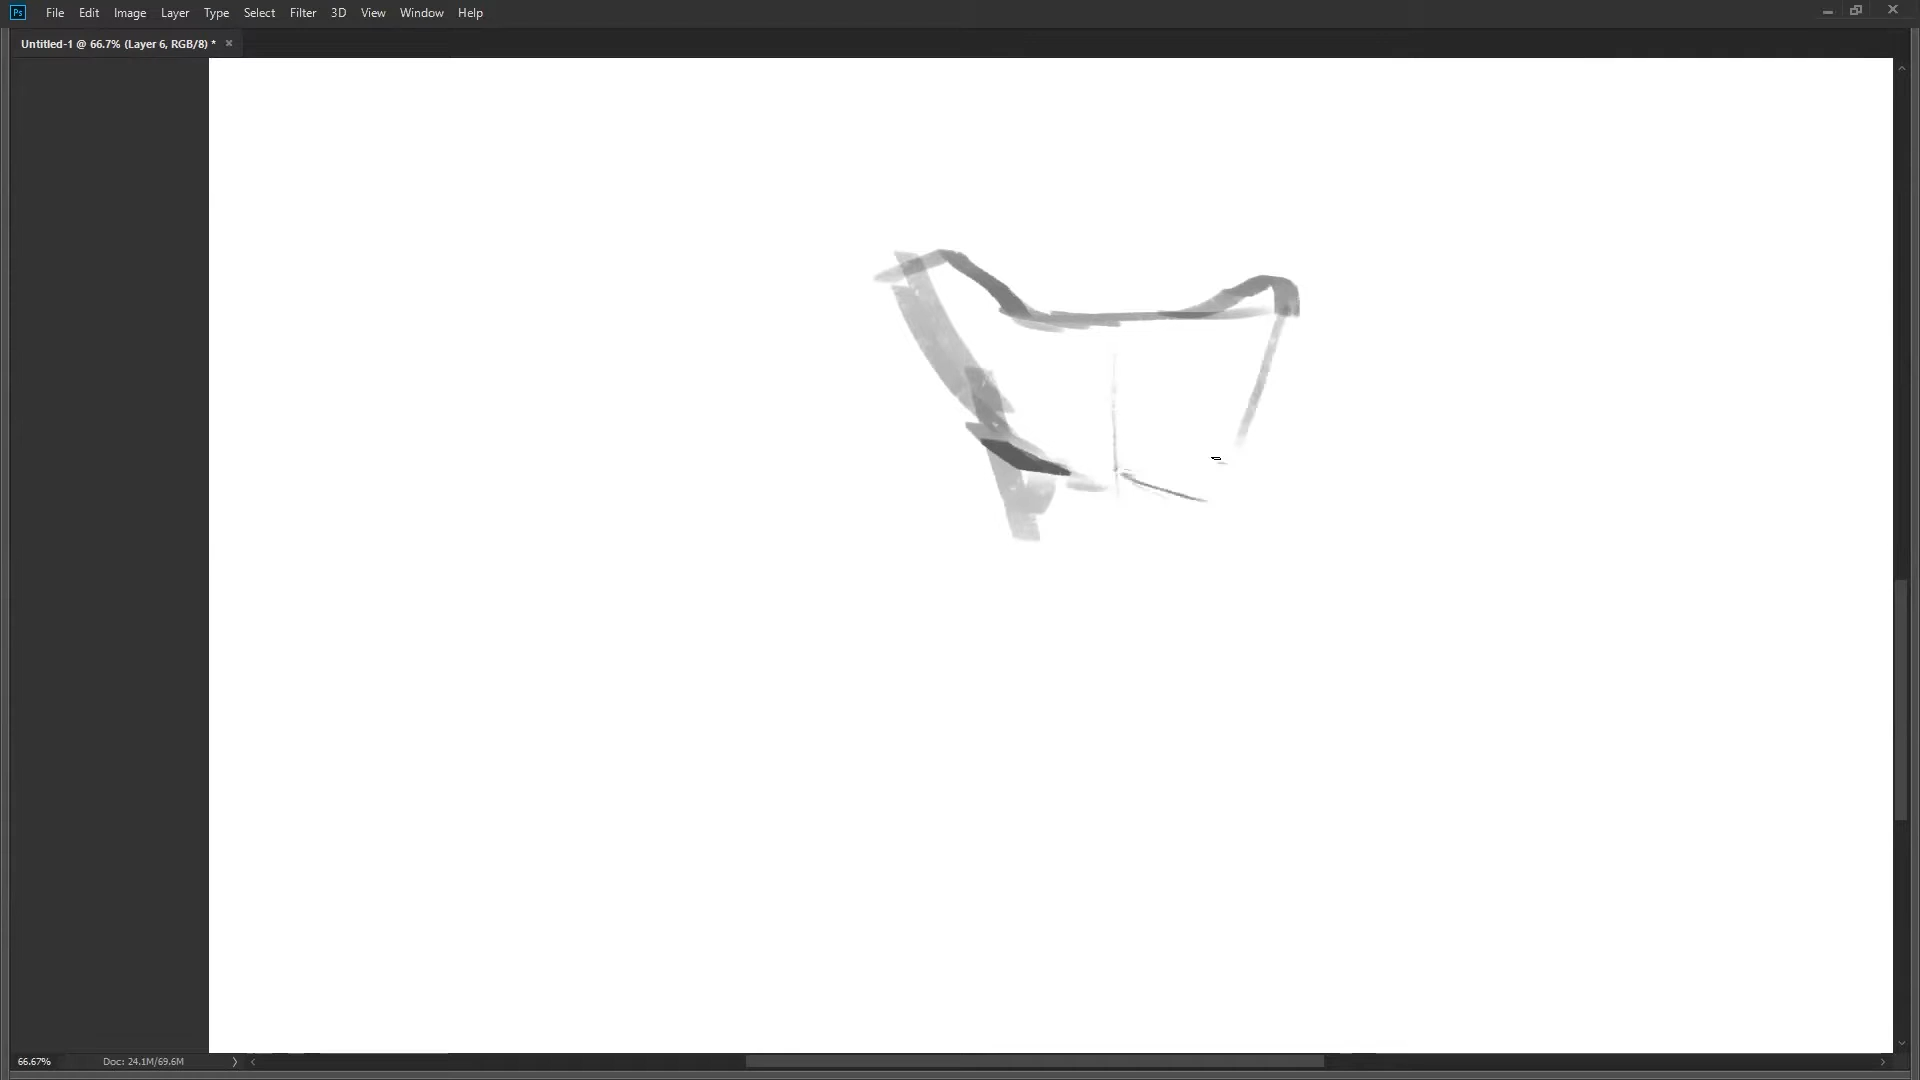 Ps File Edit Image Layer Type Select Filter 3D View Window Help
Untitled-1 @ 66.7% (Layer 6, RGB/8) *
66.67% Doc: 24.1M/69.6M